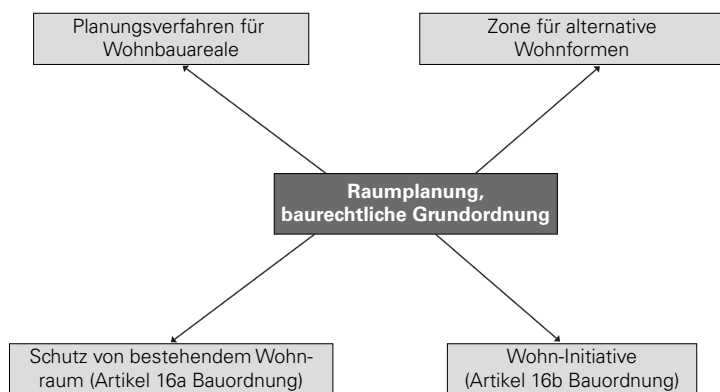 Planungsverfahren für
Wohnbauareale
Zone für alternative
Wohnformen
Raumplanung,
baurechtliche Grundordnung
Schutz von bestehendem Wohn-
raum (Artikel 16a Bauordnung)
Wohn-Initiative
(Artikel 16b Bauordnung)